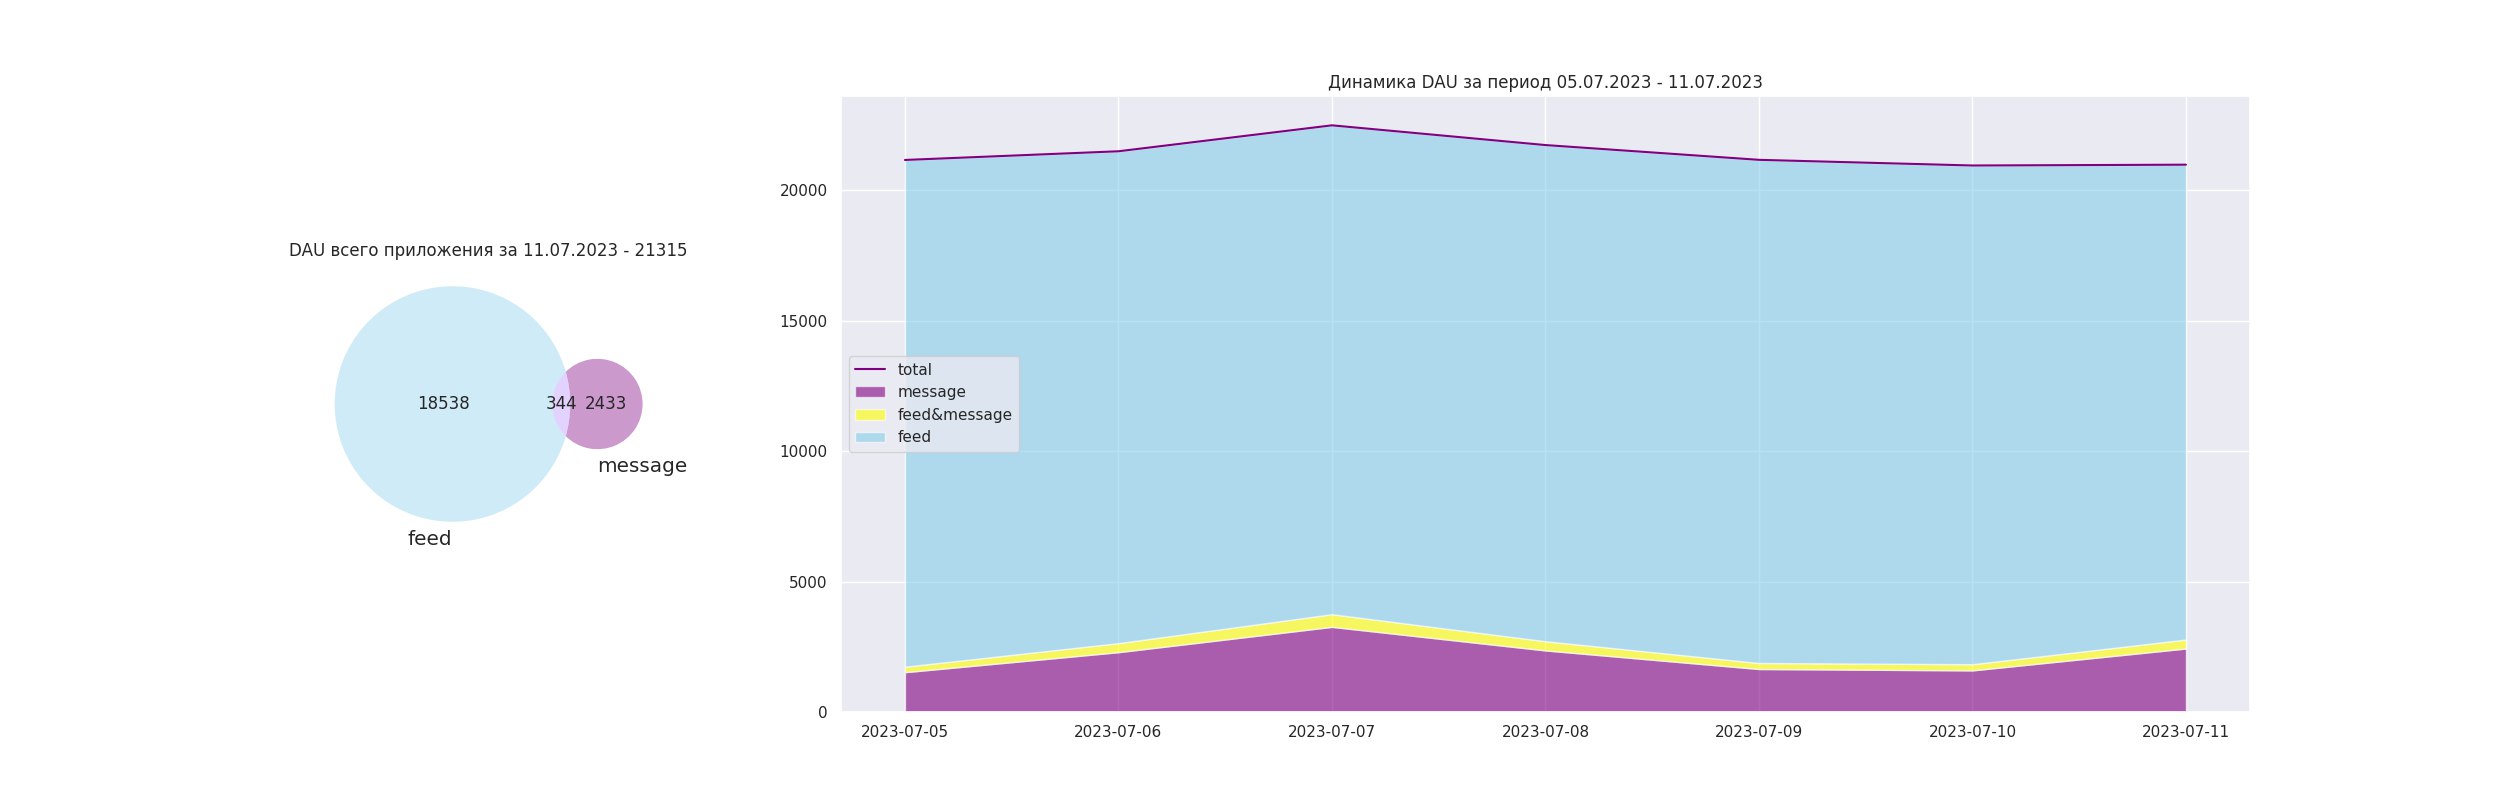 DAU всего приложения за 11.07.2023 - 21315
18538
344
2433
message
feed
Динамика DAU за период 05.07.2023 - 11.07.2023
20000
15000
10000
5000
0
total
message
feed&message
feed
2023-07-05
2023-07-06
2023-07-07
2023-07-08
2023-07-09
2023-07-10
2023-07-11